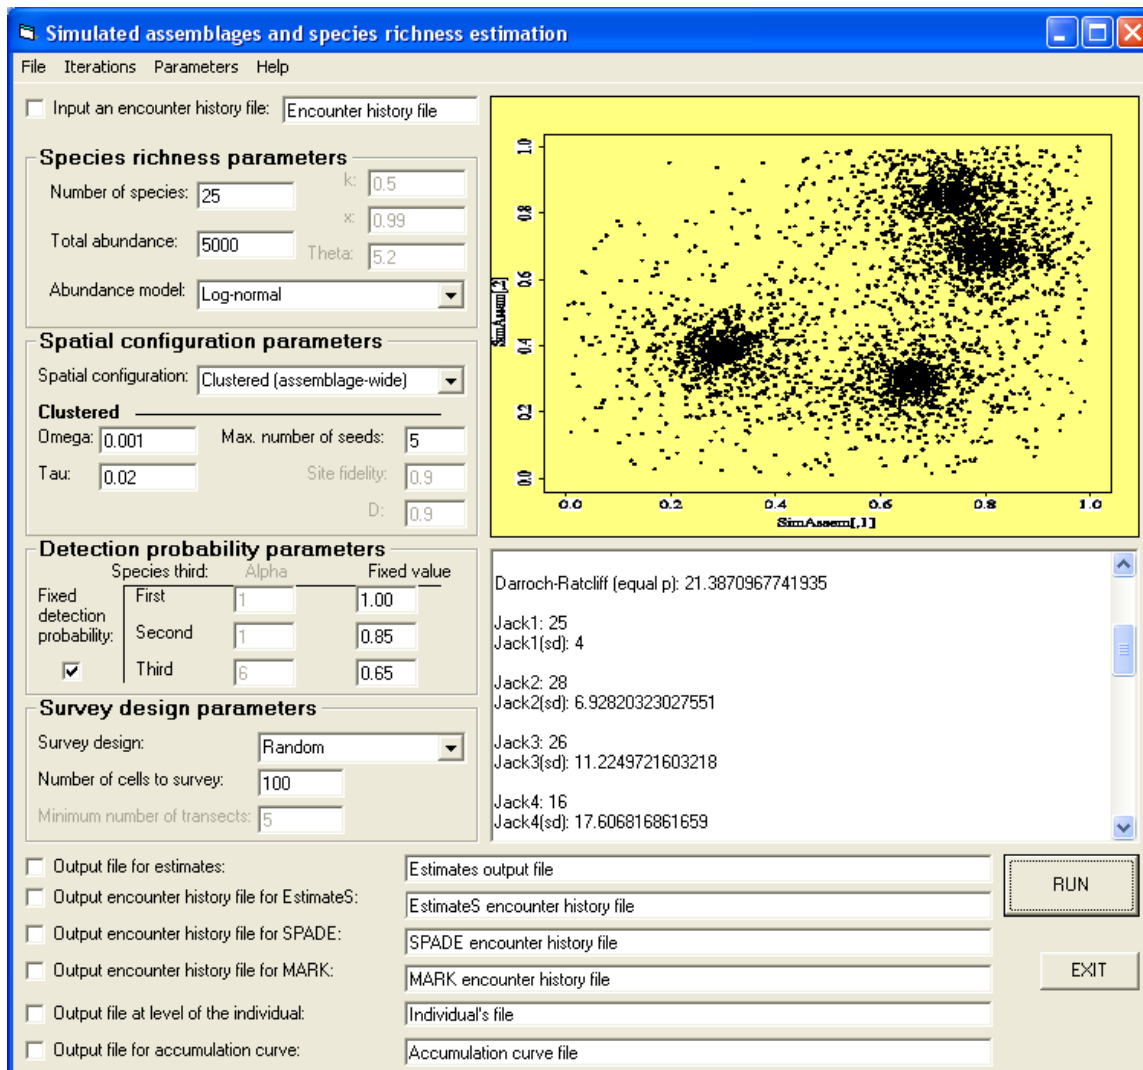 Simulated assemblages and species richness estimation
File Iterations Parameters Help
Input an encounter history file: Encounter history file
Species richness parameters
Number of species: 25
k: 0.5
x: 0.99
Total abundance: 5000
Theta: 5.2
Abundance model: Log-normal
Spatial configuration parameters
Spatial configuration: Clustered (assemblage-wide)
Clustered
Omega: 0.001 Max. number of seeds: 5
Tau: 0.02 Site fidelity: 0.9
D: 0.9
Detection probability parameters
Species third: Alpha Fixed value
Fixed detection probability:
First 1 1.00
Second 1 0.85
Third 6 0.65
Survey design parameters
Survey design: Random
Number of cells to survey: 100
Minimum number of transects: 5
SimAssem[,2]
1.0
0.8
0.6
0.4
0.2
0.0
0.0 0.2 0.4 0.6 0.8 1.0
SimAssem[,1]
Darroch-Ratcliff (equal p): 21.3870967741935
Jack1: 25
Jack1(sd): 4
Jack2: 28
Jack2(sd): 6.92820323027551
Jack3: 26
Jack3(sd): 11.2249721603218
Jack4: 16
Jack4(sd): 17.606816861659
Output file for estimates: Estimates output file
Output encounter history file for EstimateS: EstimateS encounter history file
Output encounter history file for SPADE: SPADE encounter history file
Output encounter history file for MARK: MARK encounter history file
Output file at level of the individual: Individual's file
Output file for accumulation curve: Accumulation curve file
RUN
EXIT